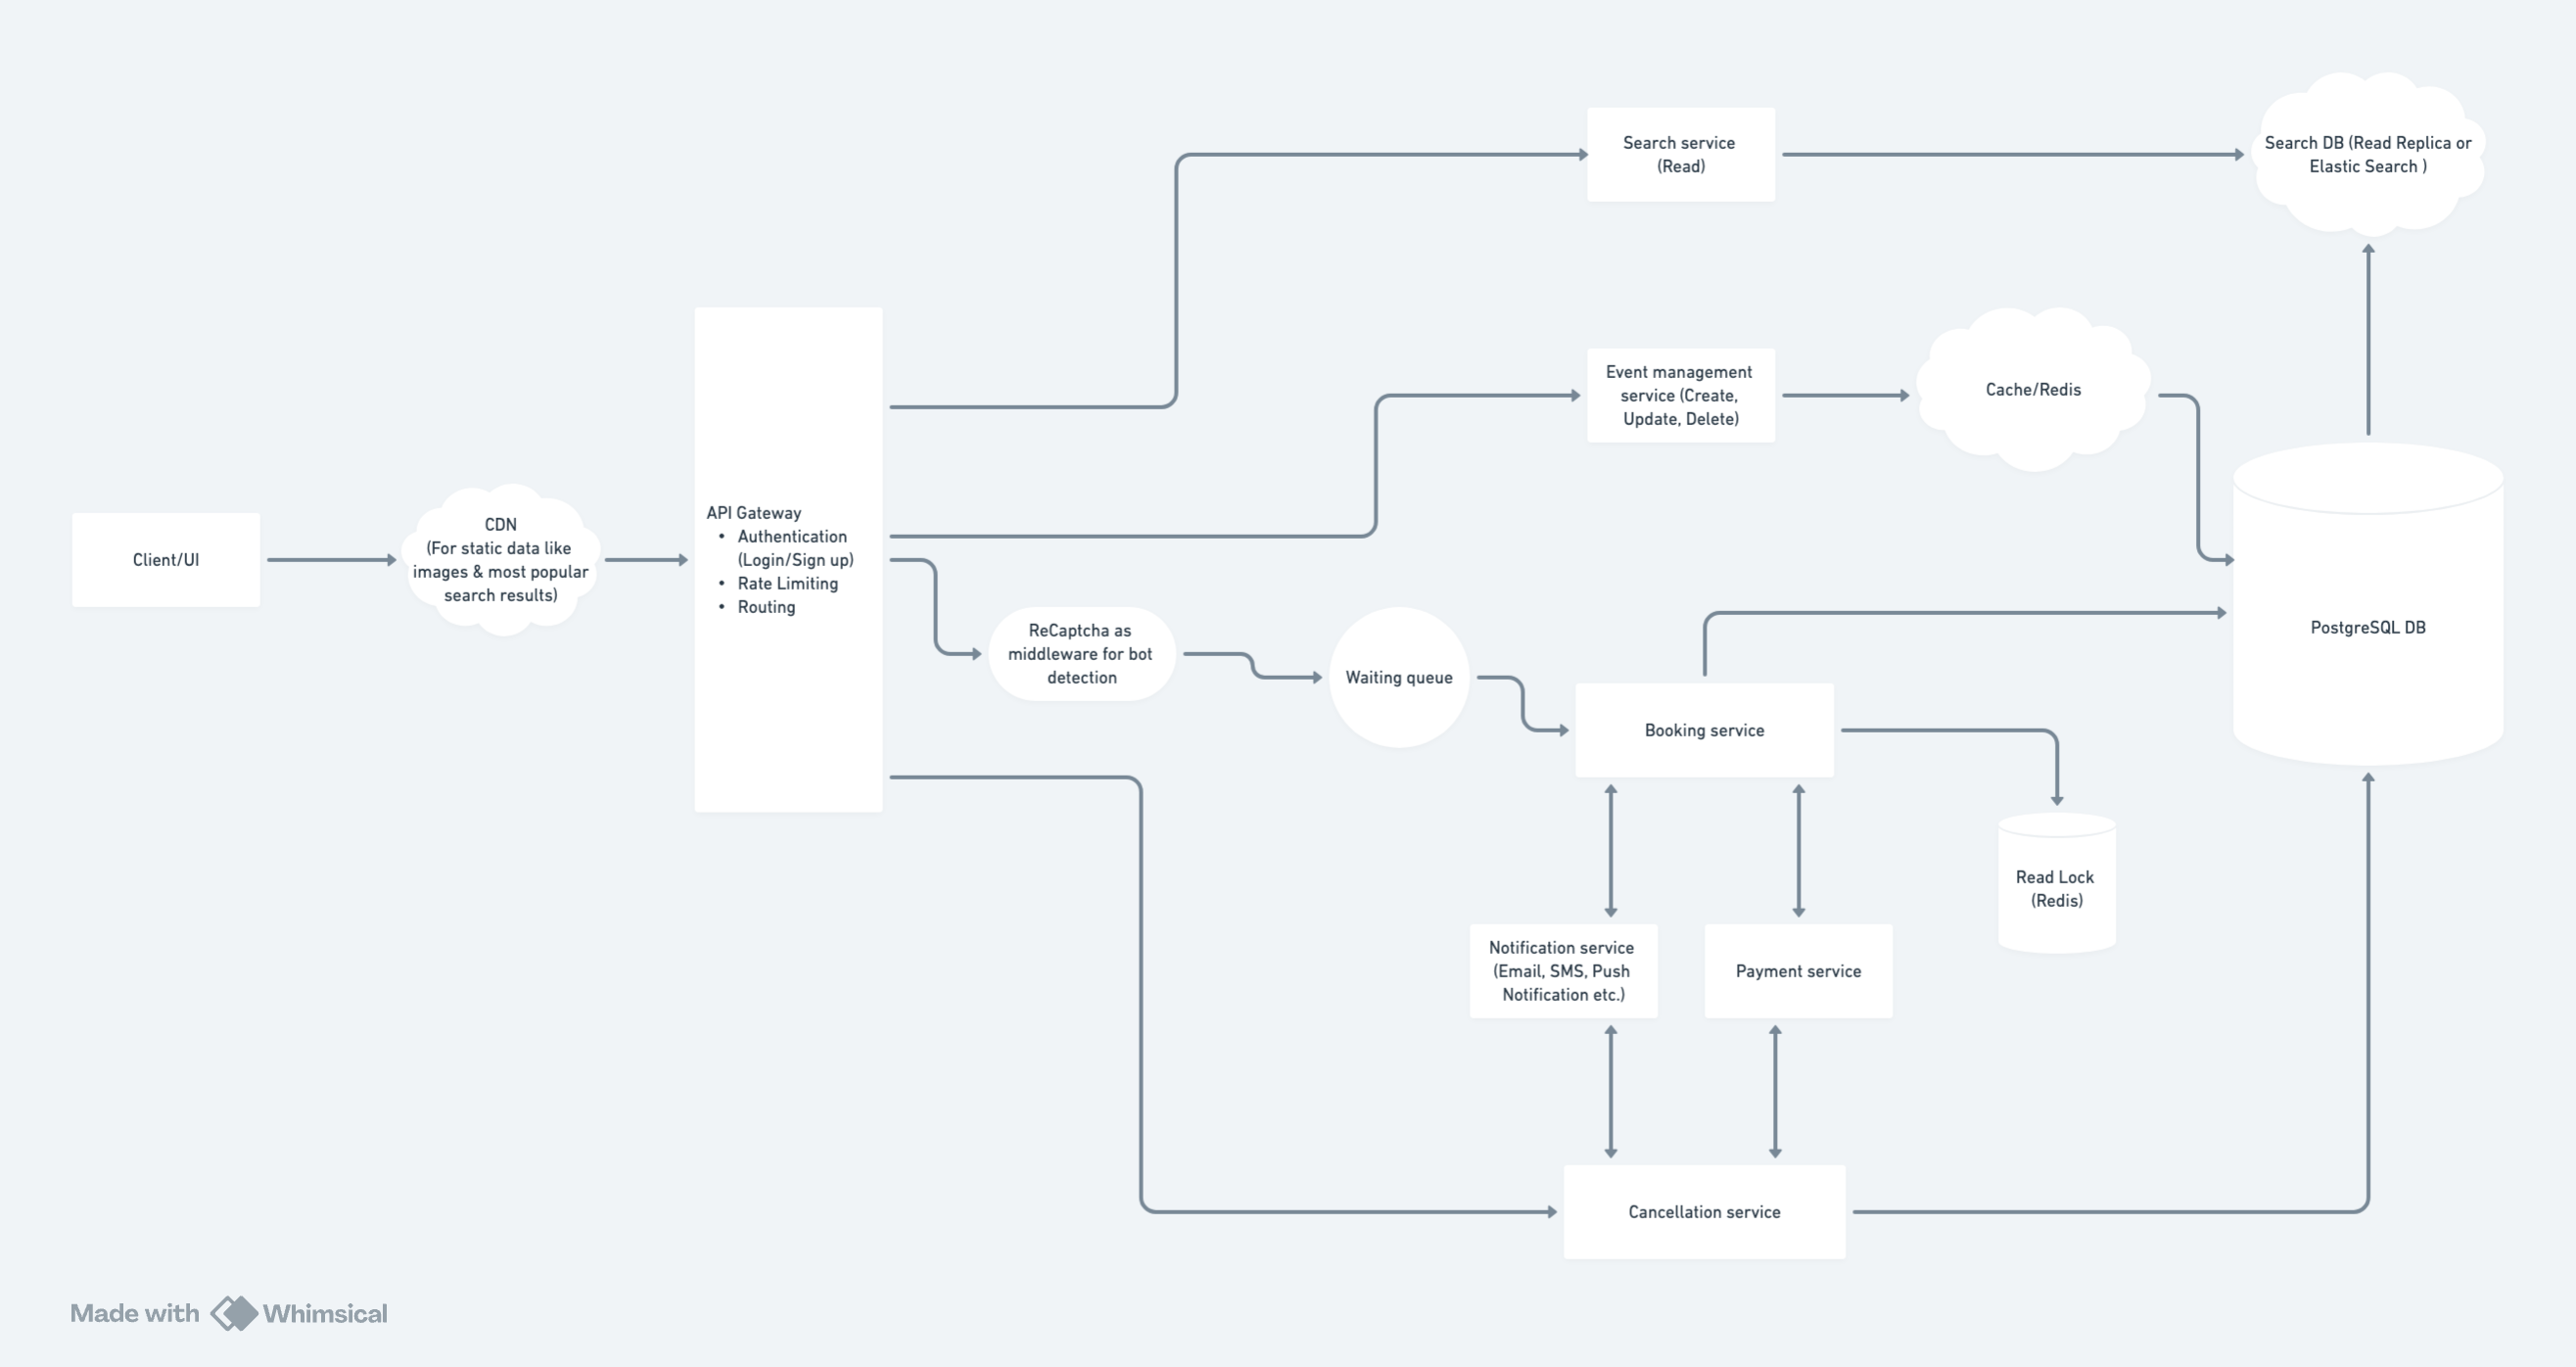 Search service
(Read)
Search DB (Read Replica or
Elastic Search )
Event management
service (Create,
Update, Delete)
Cache/Redis
Client/UI
CDN
(For static data like
images & most popular
search results)
API Gateway
• Authentication
(Login/Sign up)
• Rate Limiting
• Routing
ReCaptcha as
middleware for bot
detection
Waiting queue
Booking service
PostgreSQL DB
Read Lock
(Redis)
Notification service
(Email, SMS, Push
Notification etc.)
Payment service
Cancellation service
Made with Whimsical